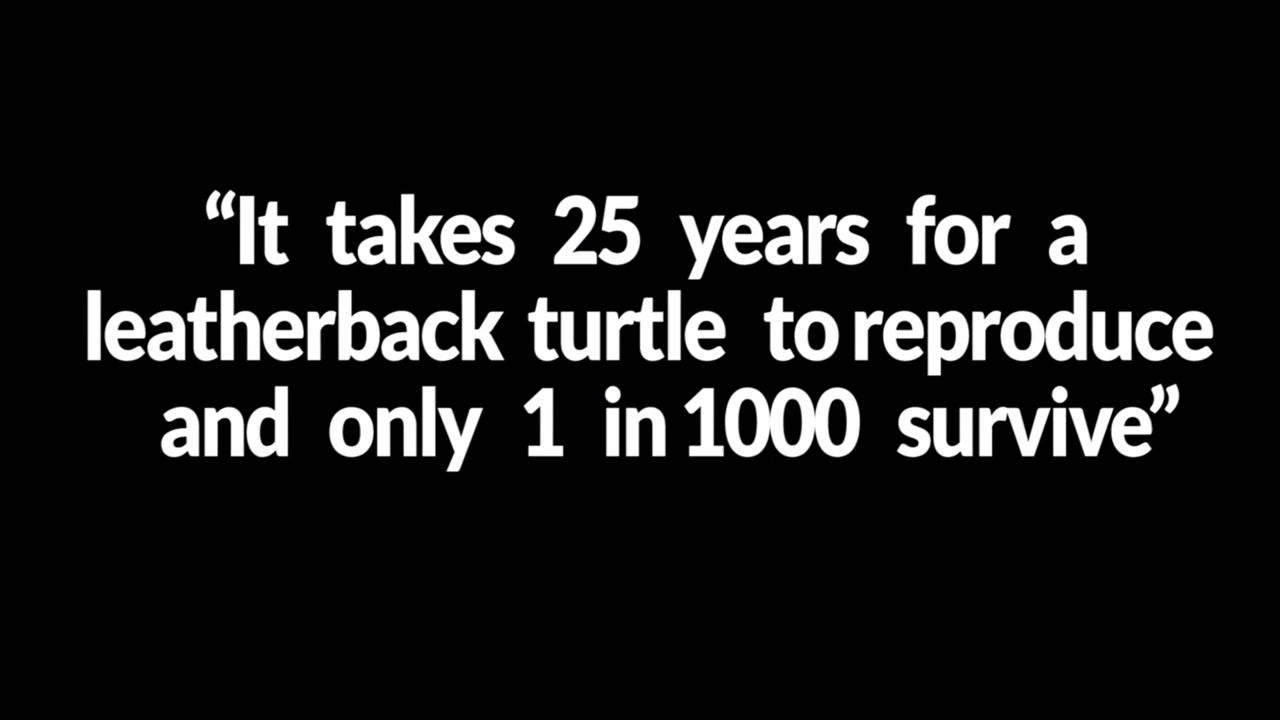 “It takes 25 years for a
leatherback turtle to reproduce
and only 1 in 1000 survive”